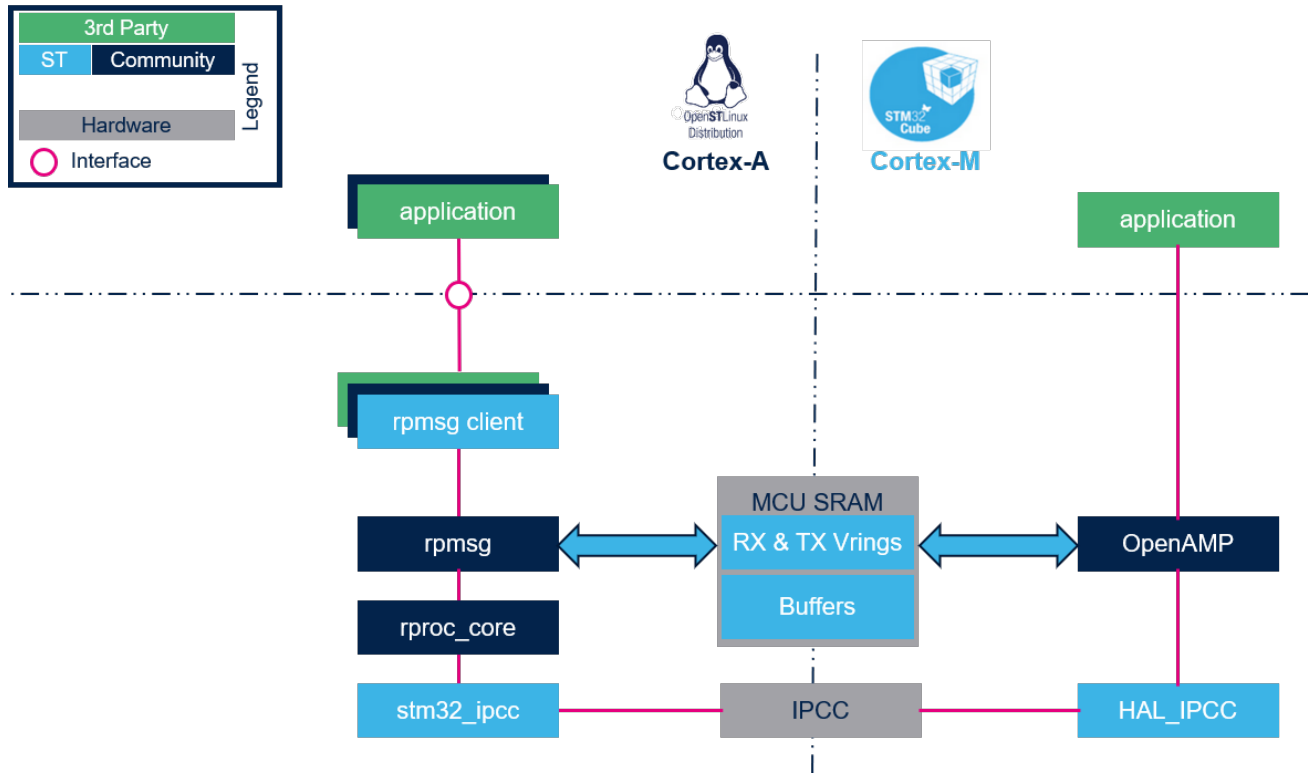 3rd Party
ST
Community
Hardware
Interface
Legend
OpenSTLinux
Distribution
Cortex-A
STM32
Cube
Cortex-M
application
application
rpmsg client
MCU SRAM
rpmsg
RX & TX Vrings
OpenAMP
Buffers
rproc_core
stm32_ipcc
IPCC
HAL_IPCC